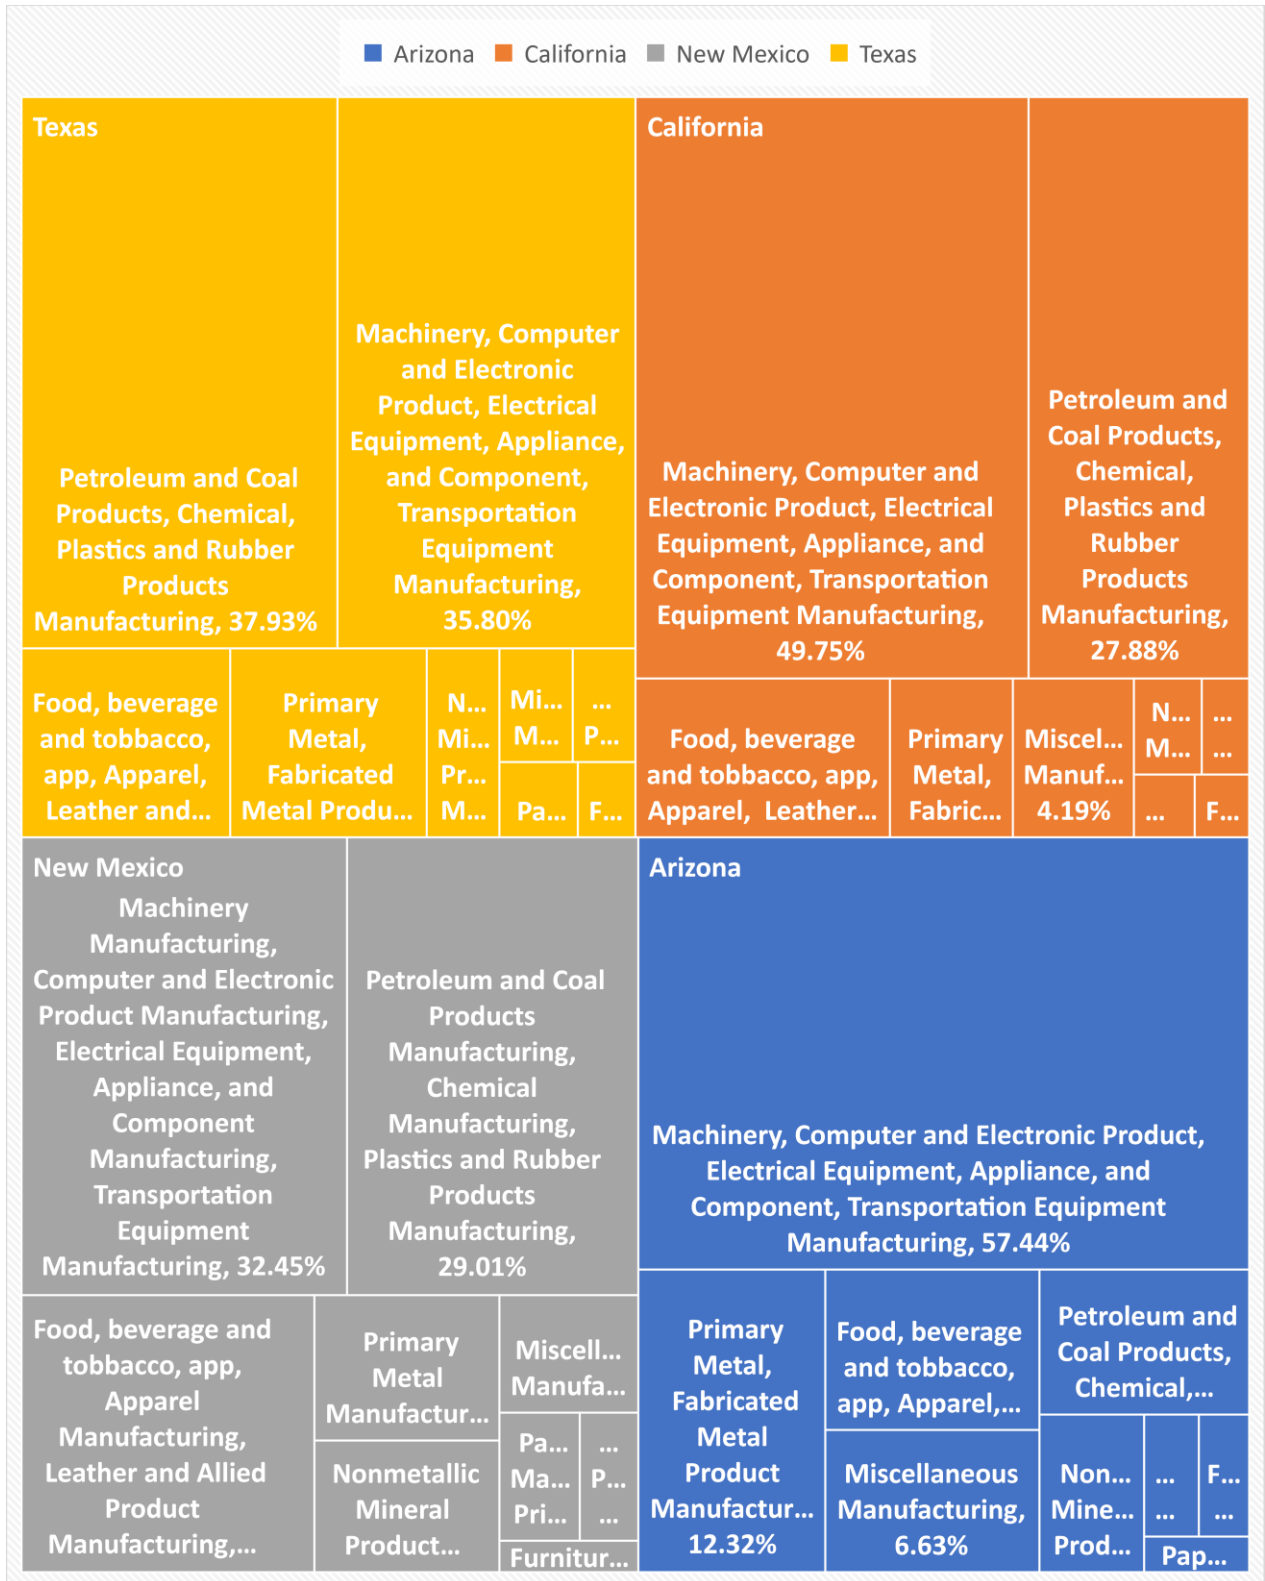 Arizona California New Mexico Texas
Texas
Petroleum and Coal
Products, Chemical,
Plastics and Rubber
Products
Manufacturing, 37.93%
Machinery, Computer
and Electronic
Product, Electrical
Equipment, Appliance,
and Component,
Transportation
Equipment
Manufacturing,
35.80%
Food, beverage
and tobbacco,
app, Apparel,
Leather and...
Primary
Metal,
Fabricated
Metal Produ...
N...
Mi...
Pr...
M...
Mi...
M...
...
P...
Pa...
F...
California
Machinery, Computer and
Electronic Product, Electrical
Equipment, Appliance, and
Component, Transportation
Equipment Manufacturing,
49.75%
Petroleum and
Coal Products,
Chemical,
Plastics and
Rubber
Products
Manufacturing,
27.88%
Food, beverage
and tobbacco, app,
Apparel, Leather...
Primary
Metal,
Fabric...
Miscel...
Manuf...
4.19%
N...
M...
...
...
...
F...
New Mexico
Machinery
Manufacturing,
Computer and Electronic
Product Manufacturing,
Electrical Equipment,
Appliance, and
Component
Manufacturing,
Transportation
Equipment
Manufacturing, 32.45%
Petroleum and Coal
Products
Manufacturing,
Chemical
Manufacturing,
Plastics and Rubber
Products
Manufacturing,
29.01%
Food, beverage and
tobbacco, app,
Apparel
Manufacturing,
Leather and Allied
Product
Manufacturing,...
Primary
Metal
Manufactur...
Nonmetallic
Mineral
Product...
Miscell...
Manufa...
Pa...
Ma...
Pri...
...
P...
...
Furnitur...
Arizona
Machinery, Computer and Electronic Product,
Electrical Equipment, Appliance, and
Component, Transportation Equipment
Manufacturing, 57.44%
Primary
Metal,
Fabricated
Metal
Product
Manufactur...
12.32%
Food, beverage
and tobbacco,
app, Apparel,...
Miscellaneous
Manufacturing,
6.63%
Petroleum and
Coal Products,
Chemical,...
Non...
Mine...
Prod...
...
...
F...
...
Pap...